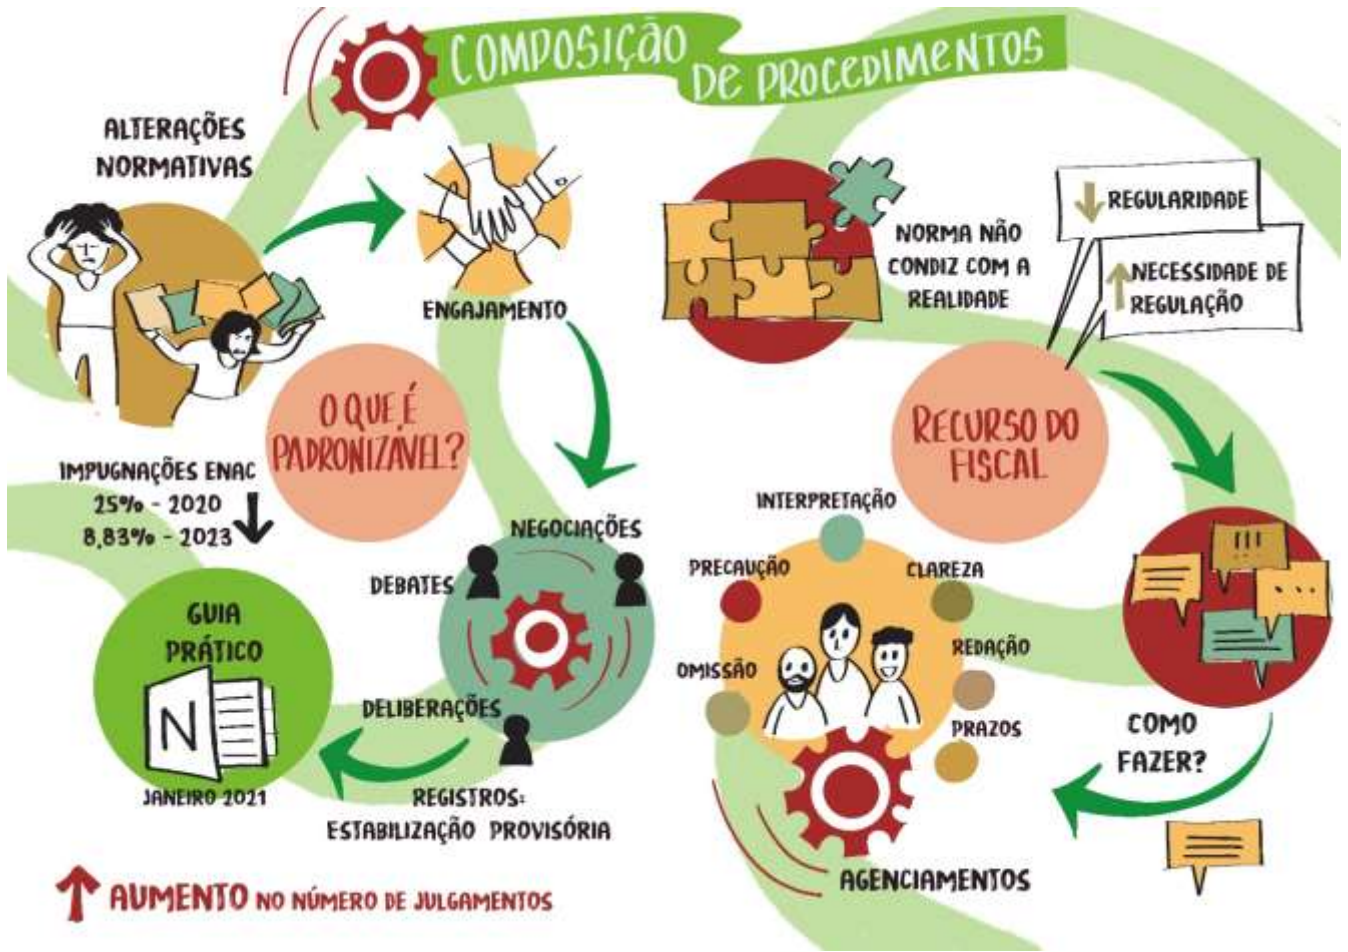 COMPOSIÇÃO
DE PROCEDIMENTOS
ALTERAÇÕES
NORMATIVAS
ENGAJAMENTO
O QUE É
PADRONIZÁVEL?
IMPUGNAÇÕES ENAC
25% - 2020
8,83% - 2023
NEGOCIAÇÕES
DEBATES
DELIBERAÇÕES
REGISTROS:
ESTABILIZAÇÃO PROVISÓRIA
GUIA
PRÁTICO
N
JANEIRO 2021
AUMENTO NO NÚMERO DE JULGAMENTOS
NORMA NÃO
CONDIZ COM A
REALIDADE
REGULARIDADE
NECESSIDADE DE
REGULAÇÃO
RECURSO DO
FISCAL
!!!
...
COMO
FAZER?
INTERPRETAÇÃO
PRECAUÇÃO
CLAREZA
OMISSÃO
REDAÇÃO
PRAZOS
AGENCIAMENTOS